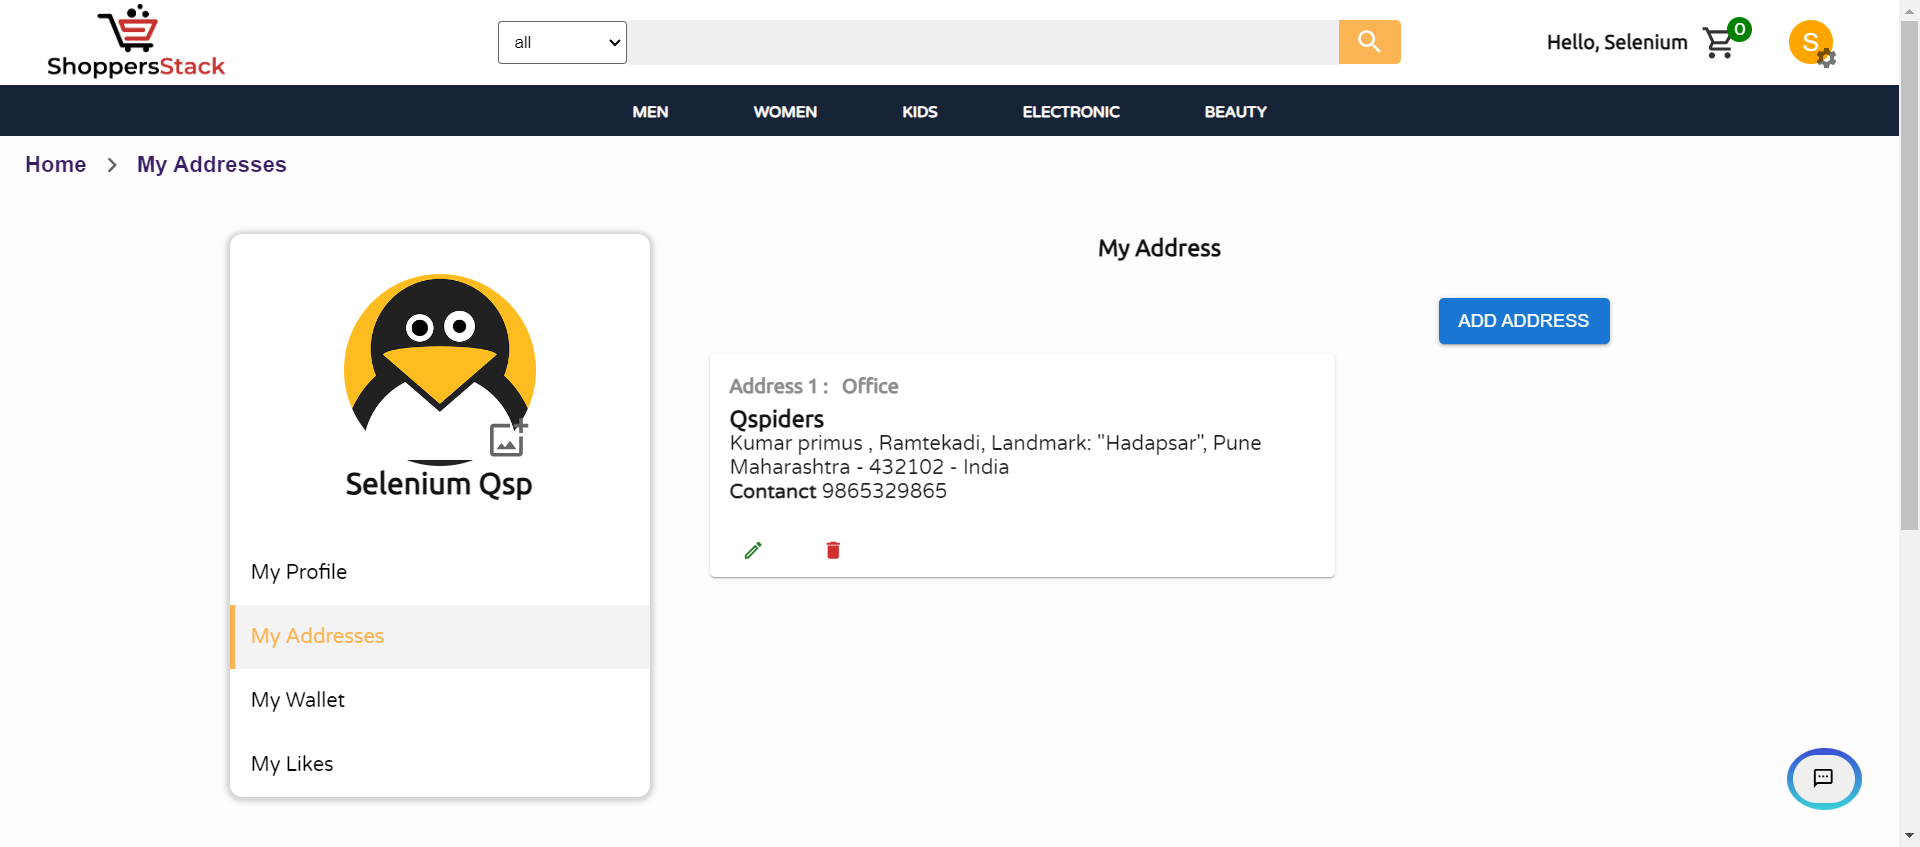 ShoppersStack
all
Hello, Selenium
0
S
MEN WOMEN KIDS ELECTRONIC BEAUTY
Home > My Addresses
Selenium Qsp
My Profile
My Addresses
My Wallet
My Likes
My Address
ADD ADDRESS
Address 1 : Office
Qspiders
Kumar primus , Ramtekadi, Landmark: "Hadapsar", Pune
Maharashtra - 432102 - India
Contanct 9865329865